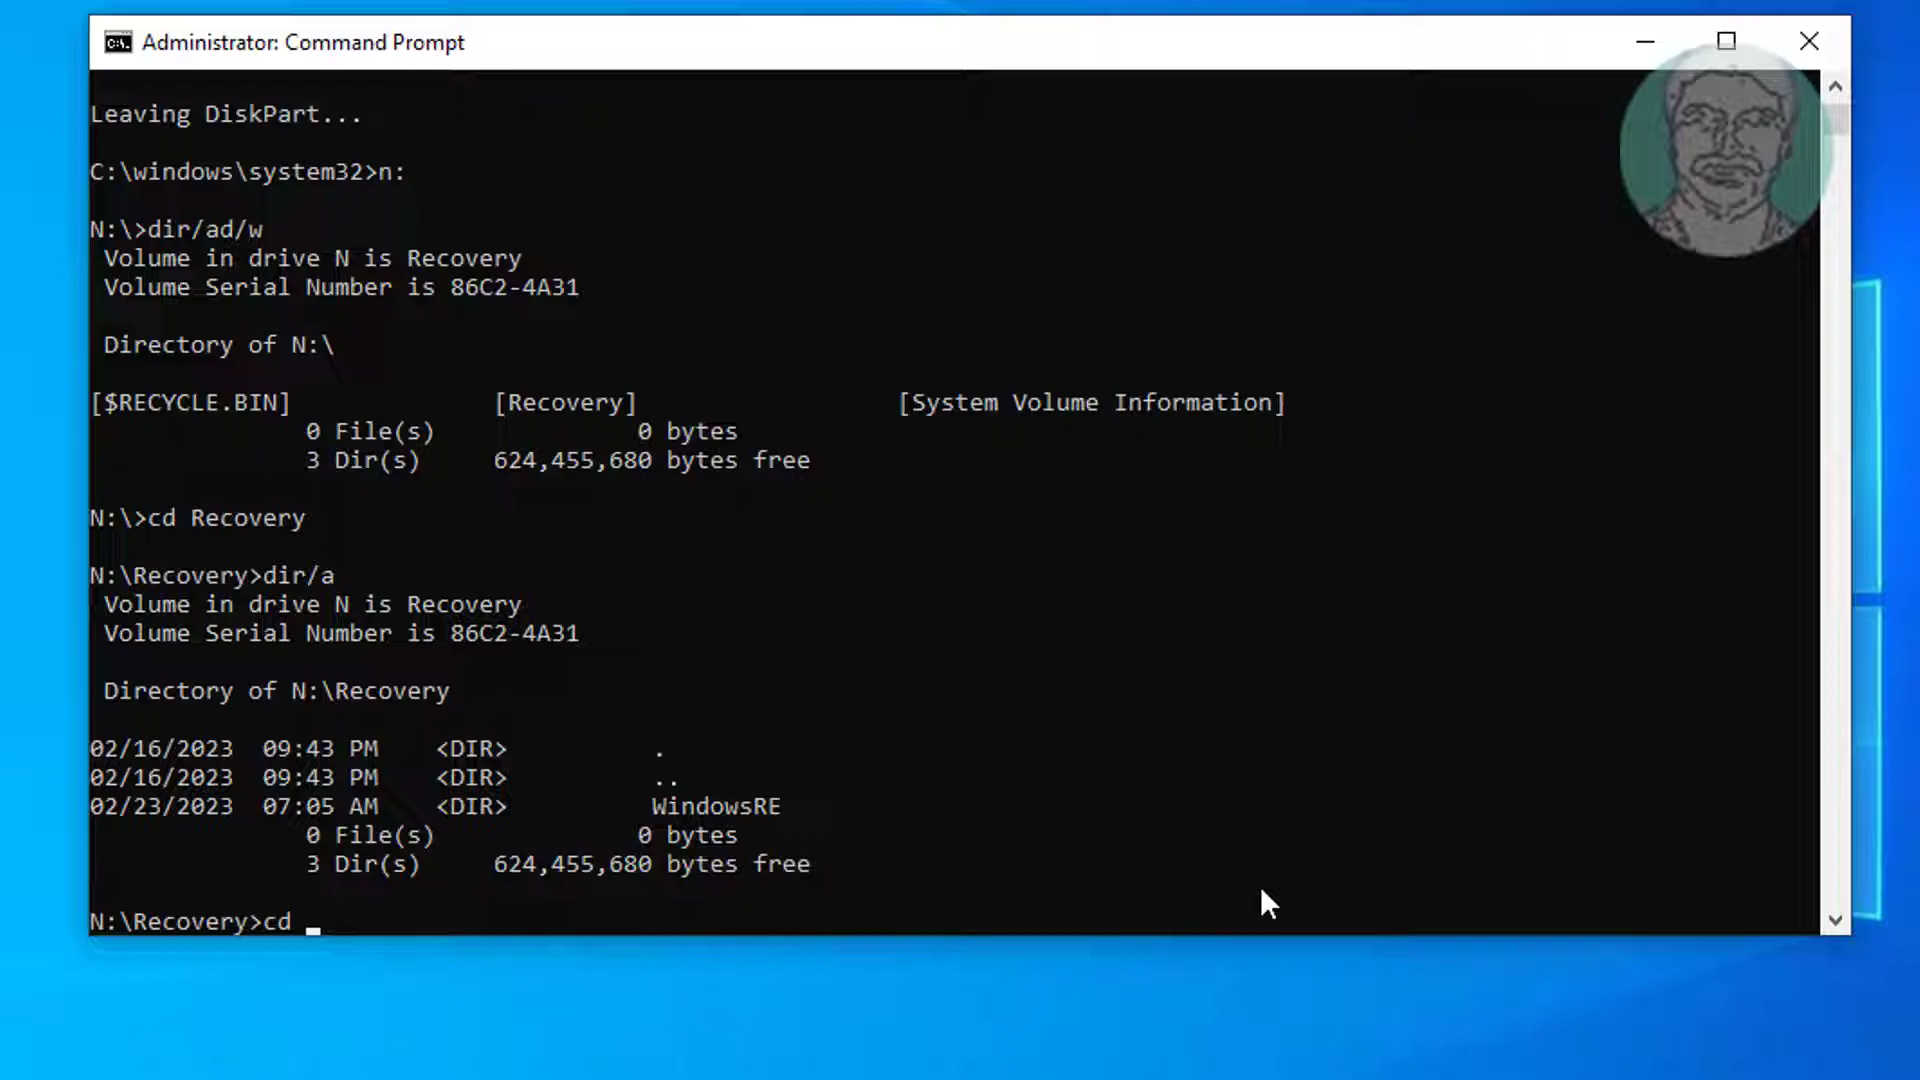 Administrator: Command Prompt
Leaving DiskPart...
C:\windows\system32>n:
N:\>dir/ad/w
Volume in drive N is Recovery
Volume Serial Number is 86C2-4A31
Directory of N:\
[$RECYCLE.BIN] [Recovery] [System Volume Information]
0 File(s) 0 bytes
3 Dir(s) 624,455,680 bytes free
N:\>cd Recovery
N:\Recovery>dir/a
Volume in drive N is Recovery
Volume Serial Number is 86C2-4A31
Directory of N:\Recovery
02/16/2023 09:43 PM <DIR> .
02/16/2023 09:43 PM <DIR> ..
02/23/2023 07:05 AM <DIR> WindowsRE
0 File(s) 0 bytes
3 Dir(s) 624,455,680 bytes free
N:\Recovery>cd _